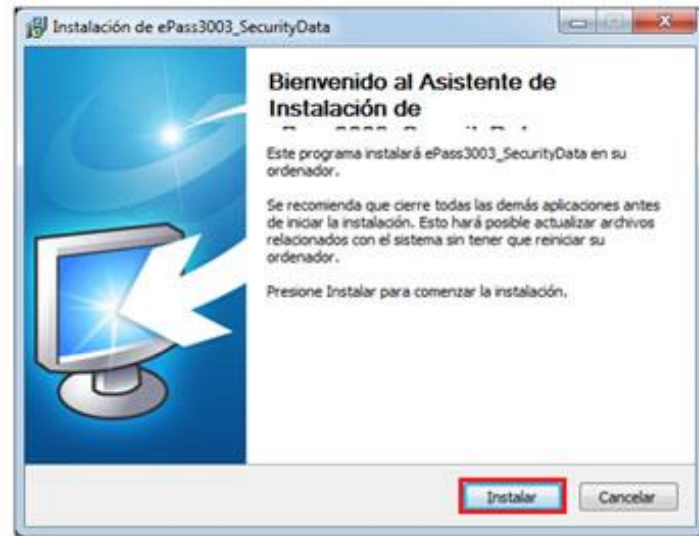 Instalación de ePass3003_SecurityData
Bienvenido al Asistente de
Instalación de
Este programa instalará ePass3003_SecurityData en su
ordenador.
Se recomienda que cierre todas las demás aplicaciones antes
de iniciar la instalación. Esto hará posible actualizar archivos
relacionados con el sistema sin tener que reiniciar su
ordenador.
Presione Instalar para comenzar la instalación.
Instalar
Cancelar